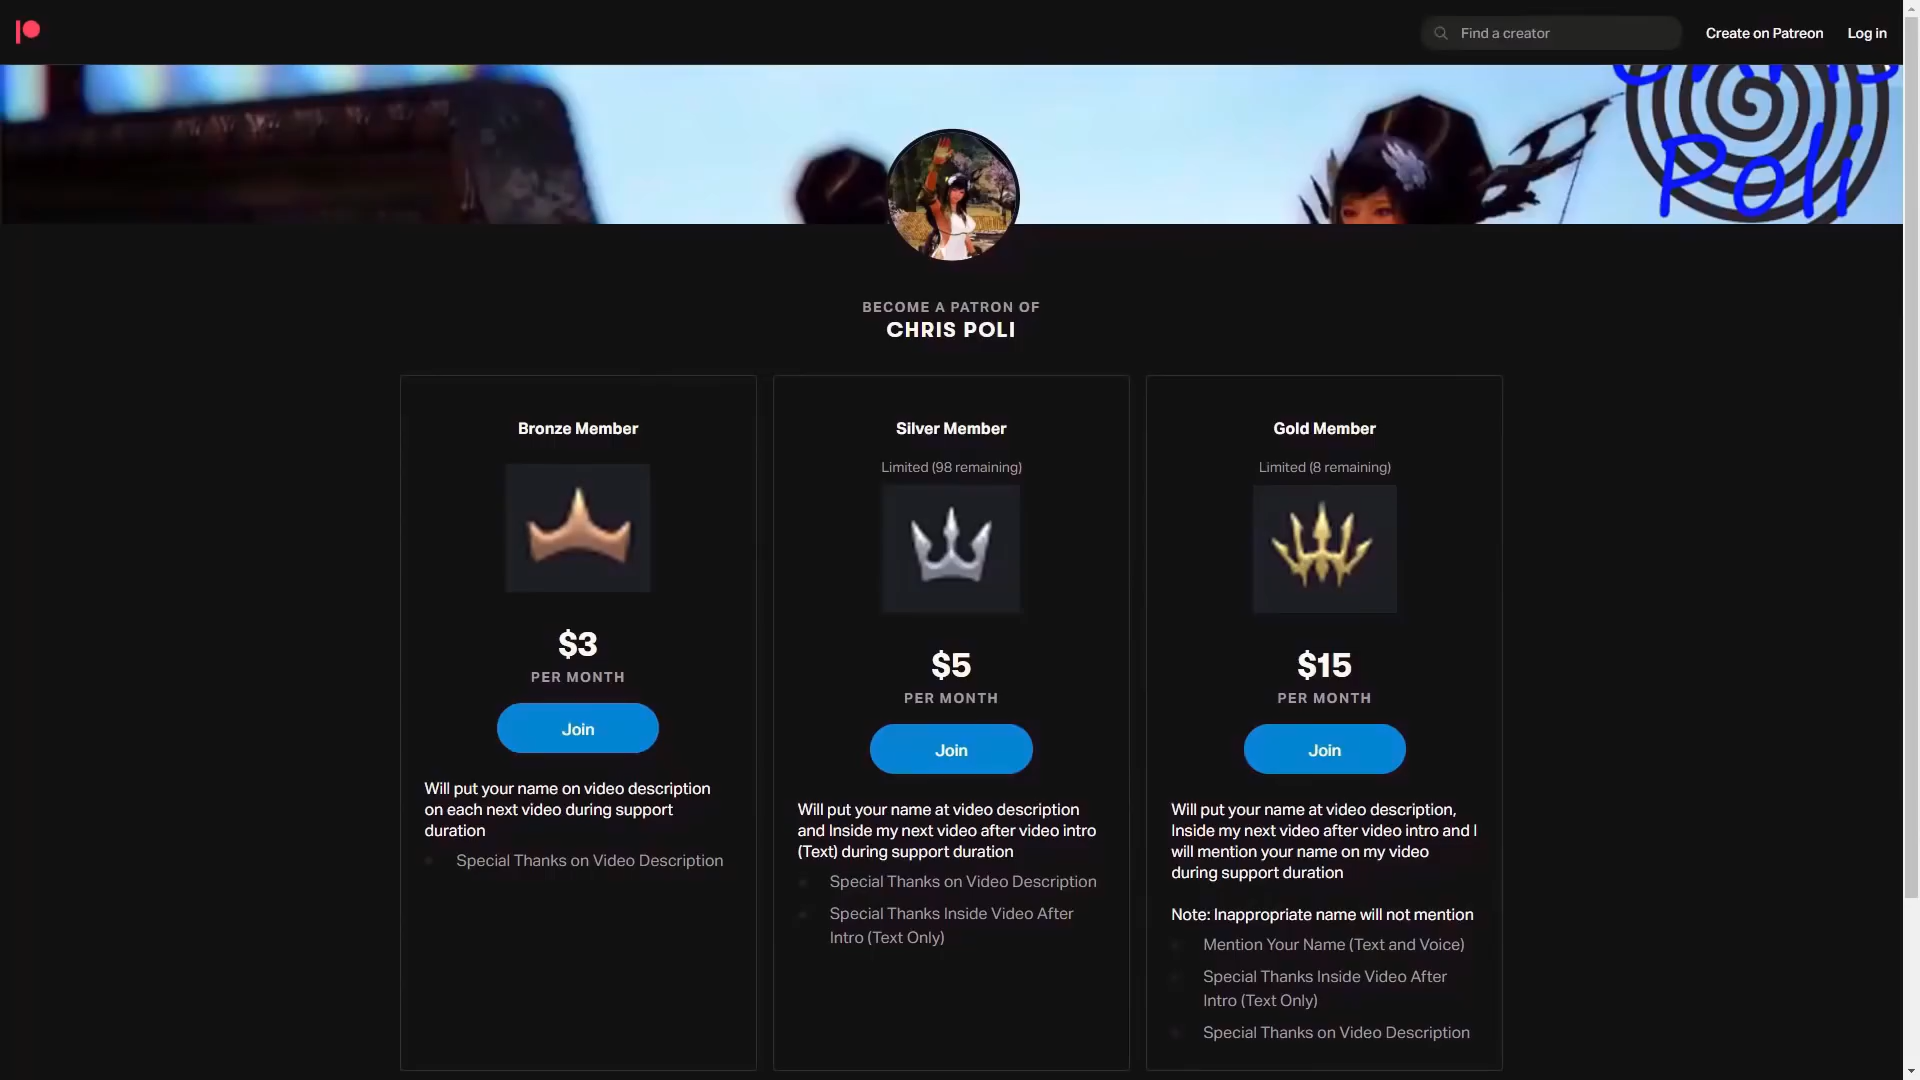 Find a creator
Create on Patreon
Log in
Chris
Poli
BECOME A PATRON OF
CHRIS POLI
Bronze Member
$3
PER MONTH
Join
Will put your name on video description
on each next video during support
duration
Special Thanks on Video Description
Silver Member
Limited (98 remaining)
$5
PER MONTH
Join
Will put your name at video description
and Inside my next video after video intro
(Text) during support duration
Special Thanks on Video Description
Special Thanks Inside Video After
Intro (Text Only)
Gold Member
Limited (8 remaining)
$15
PER MONTH
Join
Will put your name at video description,
Inside my next video after video intro and I
will mention your name on my video
during support duration
Note: Inappropriate name will not mention
Mention Your Name (Text and Voice)
Special Thanks Inside Video After
Intro (Text Only)
Special Thanks on Video Description